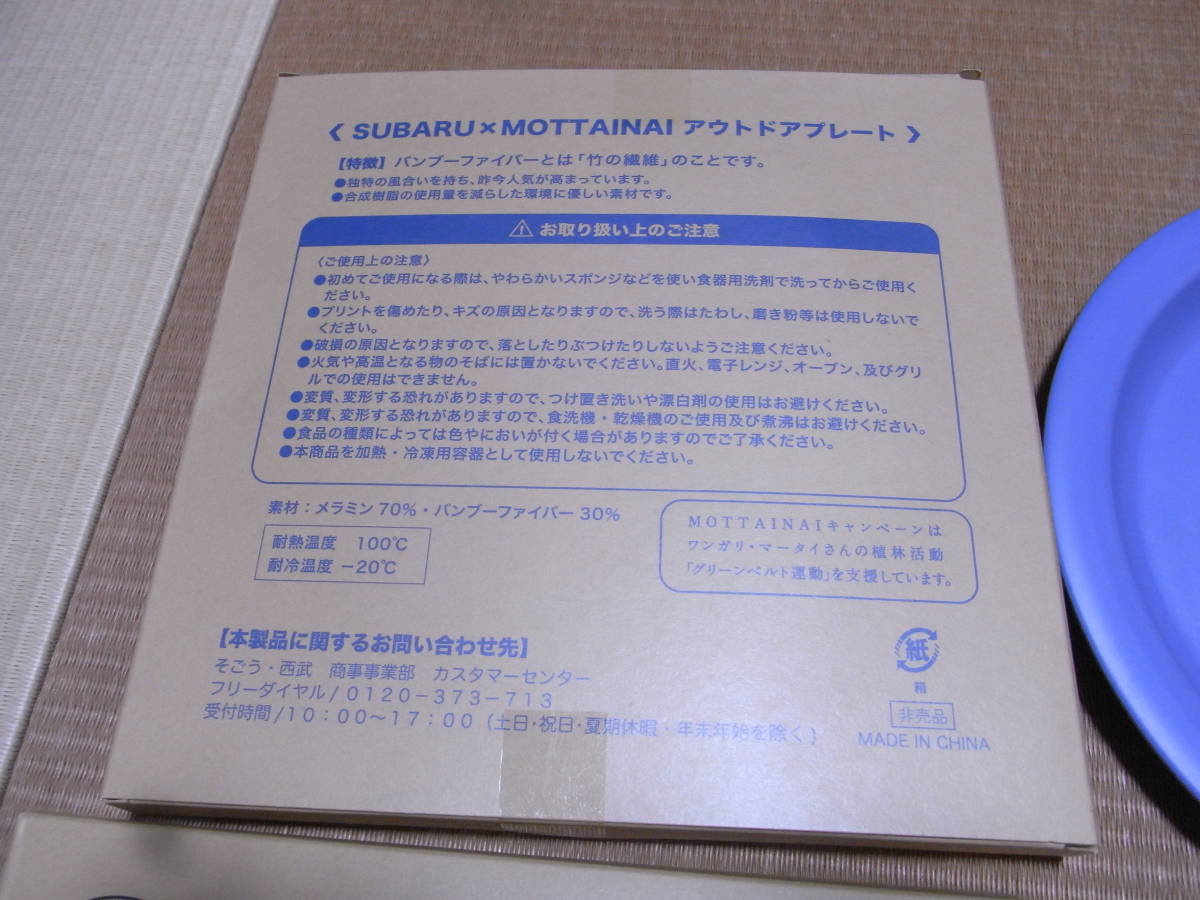 《 SUBARU×MOTTAINAI アウトドアプレート 》
【特徴】バンブーファイバーとは「竹の繊維」のことです。
●独特の風合いを持ち、昨今人気が高まっています。
●合成樹脂の使用量を減らした環境に優しい素材です。
⚠ お取り扱い上のご注意
〈ご使用上の注意〉
●初めてご使用になる際は、やわらかいスポンジなどを使い食器用洗剤で洗ってからご使用く
ださい。
●プリントを傷めたり、キズの原因となりますので、洗う際はたわし、磨き粉等は使用しないで
ください。
●破損の原因となりますので、落としたりぶつけたりしないようご注意ください。
●火気や高温となる物のそばには置かないでください。直火、電子レンジ、オーブン、及びグリ
ルでの使用はできません。
●変質、変形する恐れがありますので、つけ置き洗いや漂白剤の使用はお避けください。
●変質、変形する恐れがありますので、食洗機・乾燥機のご使用及び煮沸はお避けください。
●食品の種類によっては色やにおいが付く場合がありますのでご了承ください。
●本商品を加熱・冷凍用容器として使用しないでください。
素材：メラミン 70%・バンブーファイバー 30%
耐熱温度　100℃
耐冷温度　−20℃
MOTTAINAIキャンペーンは
ワンガリ・マータイさんの植林活動
「グリーンベルト運動」を支援しています。
【本製品に関するお問い合わせ先】
そごう・西武　商事事業部　カスタマーセンター
フリーダイヤル/０１２０−３７３−７１３
受付時間/１０：００〜１７：００（土日・祝日・夏期休暇・年末年始を除く）
紙
箱
非売品
MADE IN CHINA